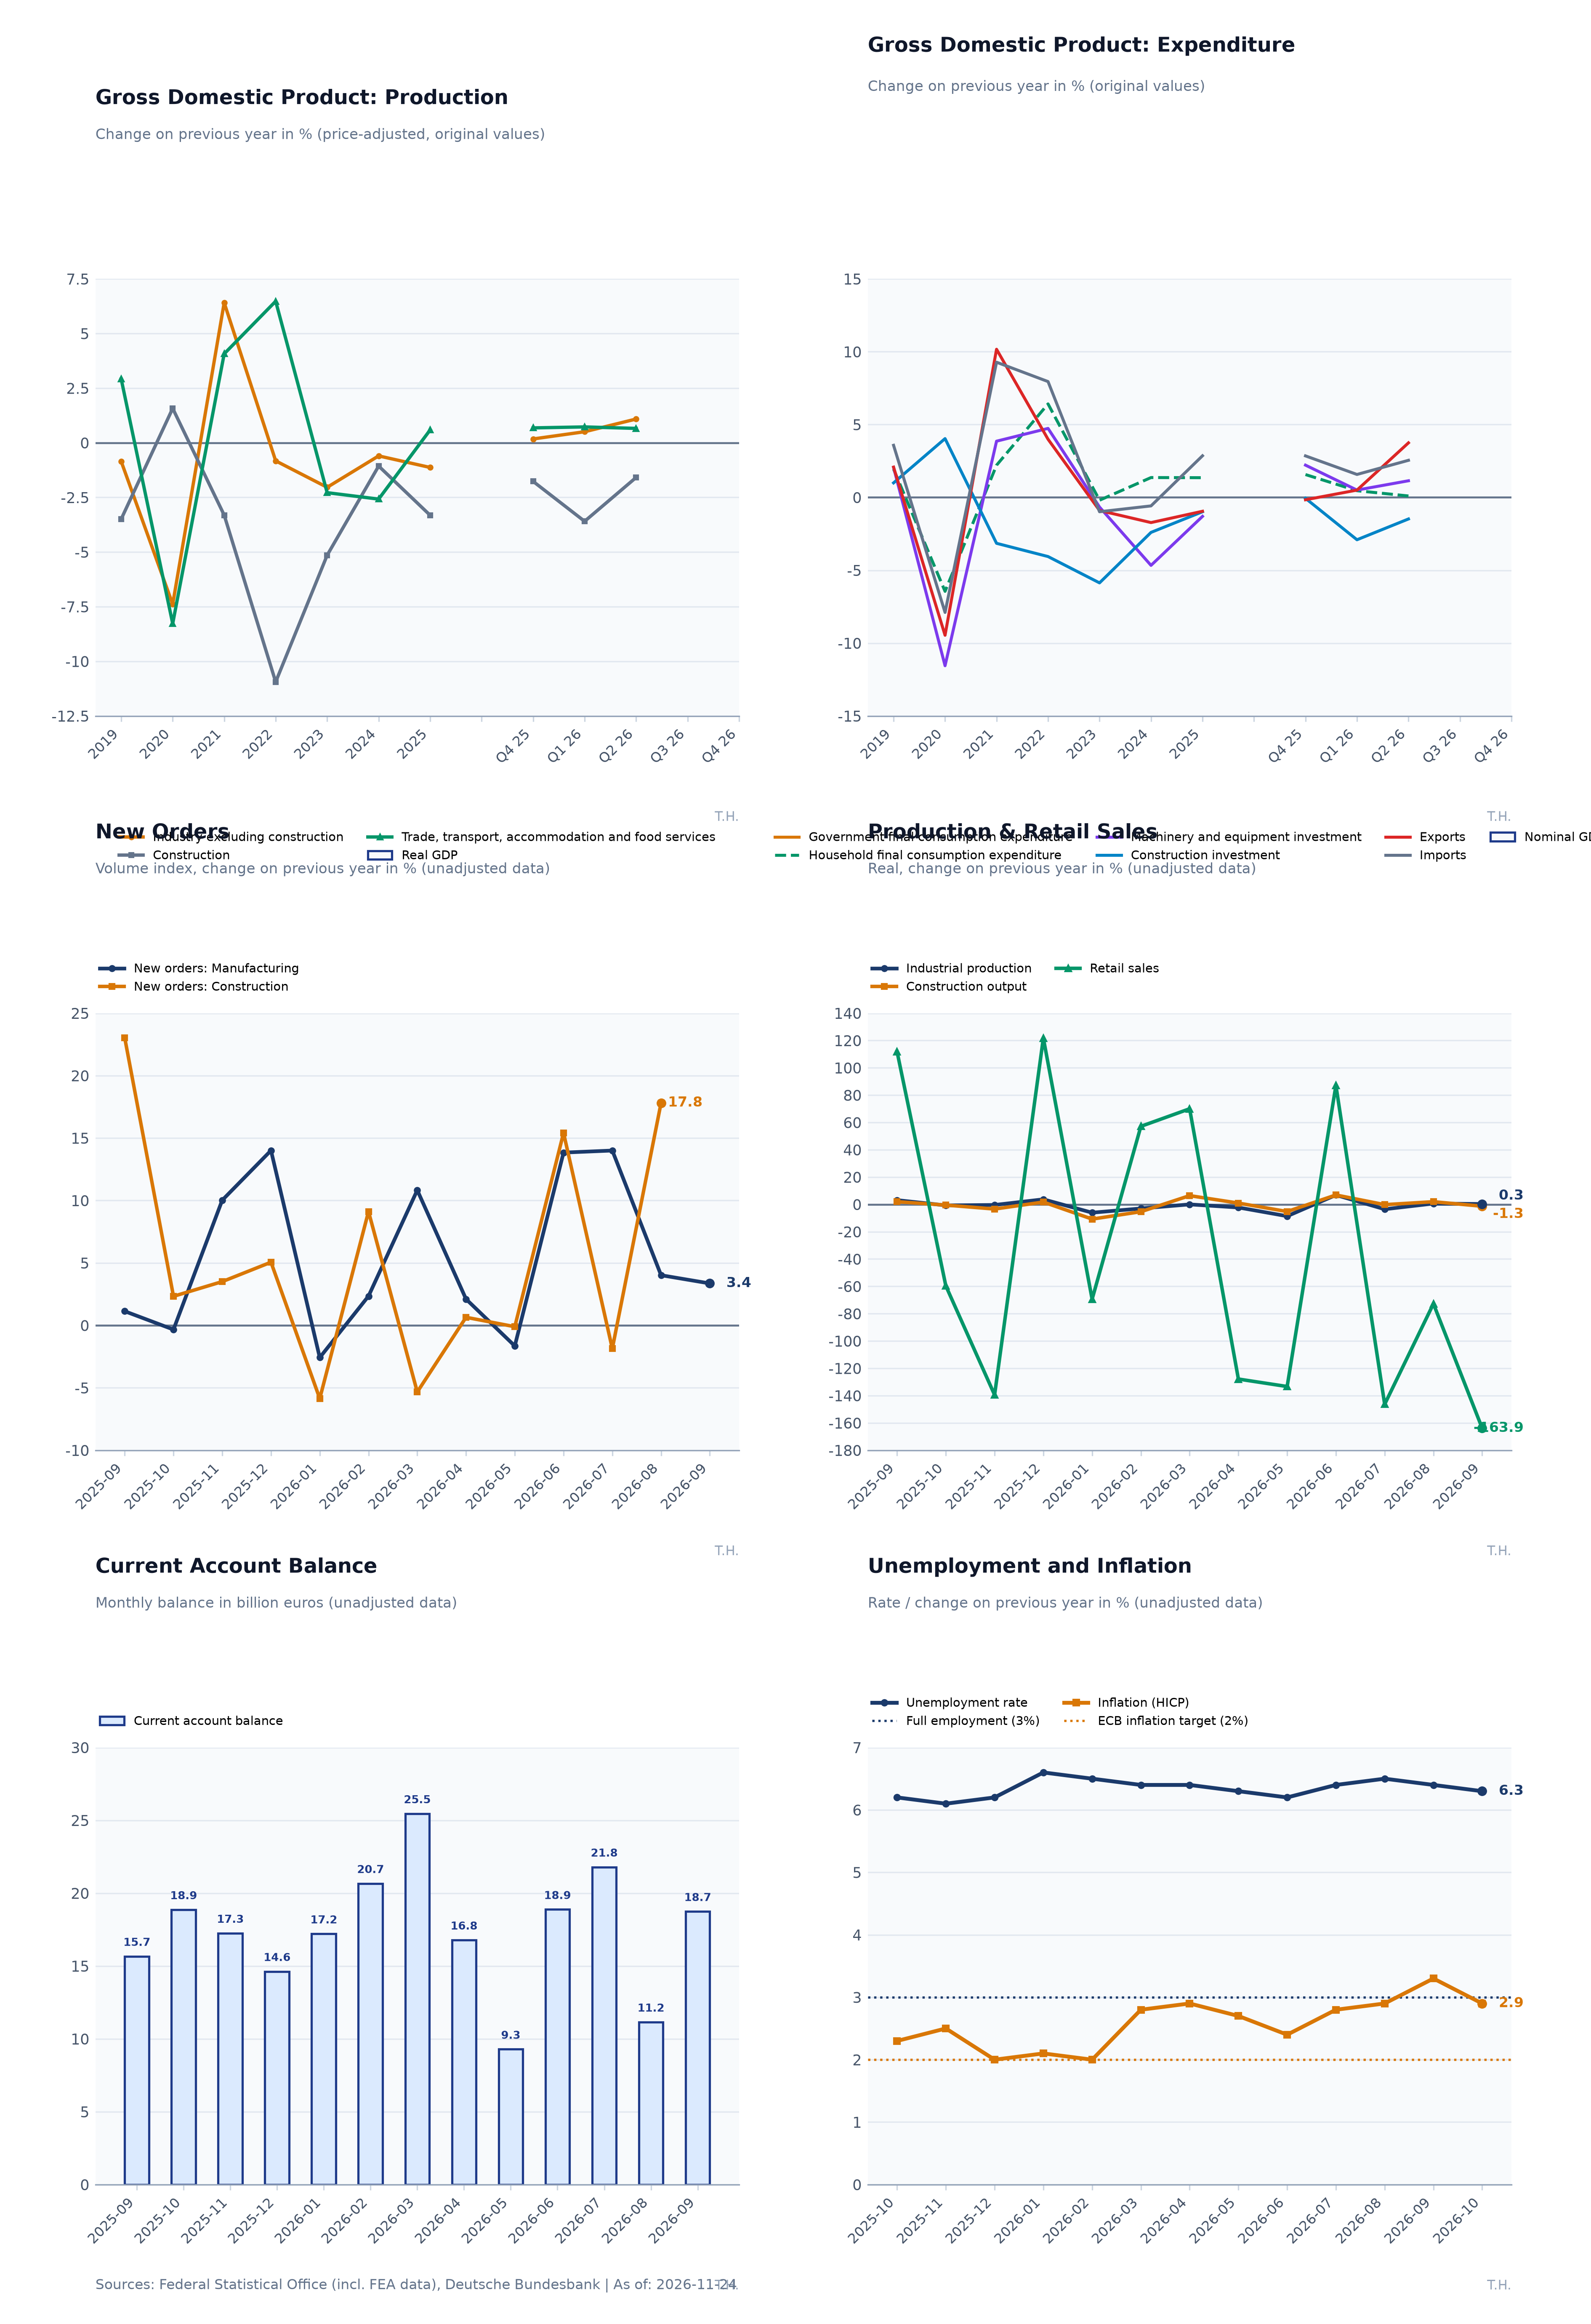 Gross Domestic Product: Expenditure
Change on previous year in % (original values)
Gross Domestic Product: Production
Change on previous year in % (price-adjusted, original values)
7.5
5
2.5
0
-2.5
-5
-7.5
-10
-12.5
2019 2020 2021 2022 2023 2024 2025 Q4 25 Q1 26 Q2 26 Q3 26 Q4 26
15
10
5
0
-5
-10
-15
2019 2020 2021 2022 2023 2024 2025 Q4 25 Q1 26 Q2 26 Q3 26 Q4 26
T.H.
T.H.
New Orders
Industry excluding construction
Trade, transport, accommodation and food services
Construction
Real GDP
Volume index, change on previous year in % (unadjusted data)
Production & Retail Sales
Government final consumption expenditure
Machinery and equipment investment
Exports
Nominal GD
Household final consumption expenditure
Construction investment
Imports
Real, change on previous year in % (unadjusted data)
New orders: Manufacturing
New orders: Construction
25
20
15
10
5
0
-5
-10
17.8
3.4
2025-09 2025-10 2025-11 2025-12 2026-01 2026-02 2026-03 2026-04 2026-05 2026-06 2026-07 2026-08 2026-09
Industrial production
Retail sales
Construction output
140
120
100
80
60
40
20
0
-20
-40
-60
-80
-100
-120
-140
-160
-180
0.3
-1.3
-163.9
2025-09 2025-10 2025-11 2025-12 2026-01 2026-02 2026-03 2026-04 2026-05 2026-06 2026-07 2026-08 2026-09
T.H.
T.H.
Current Account Balance
Monthly balance in billion euros (unadjusted data)
Current account balance
30
25
20
15
10
5
0
15.7 18.9 17.3 14.6 17.2 20.7 25.5 16.8 9.3 18.9 21.8 11.2 18.7
2025-09 2025-10 2025-11 2025-12 2026-01 2026-02 2026-03 2026-04 2026-05 2026-06 2026-07 2026-08 2026-09
Unemployment and Inflation
Rate / change on previous year in % (unadjusted data)
Unemployment rate
Inflation (HICP)
Full employment (3%)
ECB inflation target (2%)
7
6
5
4
3
2
1
0
6.3
2.9
2025-10 2025-11 2025-12 2026-01 2026-02 2026-03 2026-04 2026-05 2026-06 2026-07 2026-08 2026-09 2026-10
Sources: Federal Statistical Office (incl. FEA data), Deutsche Bundesbank | As of: 2026-11-24
T.H.
T.H.